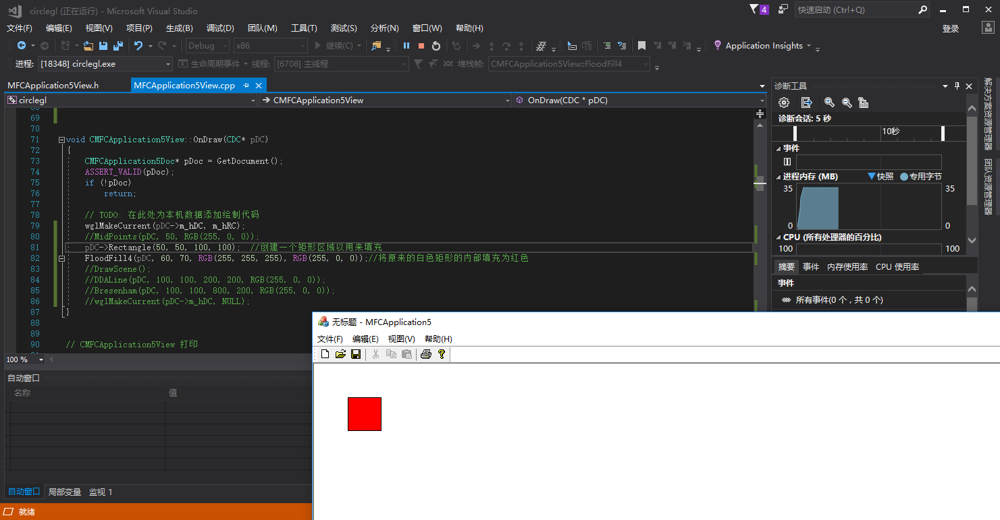 circlegl (正在运行) - Microsoft Visual Studio
4
快速启动 (Ctrl+Q)
文件(F) 编辑(E) 视图(V) 项目(P) 生成(B) 调试(D) 团队(M) 工具(T) 测试(S) 分析(N) 窗口(W) 帮助(H)
登录
Debug x86 继续(C) Application Insights
进程: [18348] circlegl.exe 生命周期事件 线程: [6708] 主线程 堆栈帧: CMFCApplication5View::FloodFill4
MFCApplication5View.h MFCApplication5View.cpp
circlegl CMFCApplication5View OnDraw(CDC * pDC)
69
70
71 void CMFCApplication5View::OnDraw(CDC* pDC)
72 {
73 CMFCApplication5Doc* pDoc = GetDocument();
74 ASSERT_VALID(pDoc);
75 if (!pDoc)
76 return;
77
78 // TODO: 在此处为本机数据添加绘制代码
79 wglMakeCurrent(pDC->m_hDC, m_hRC);
80 //MidPoints(pDC, 50, RGB(255, 0, 0));
81 pDC->Rectangle(50, 50, 100, 100); //创建一个矩形区域以用来填充
82 FloodFill4(pDC, 60, 70, RGB(255, 255, 255), RGB(255, 0, 0));//将原来的白色矩形的内部填充为红色
83 //DrawScene();
84 //DDALine(pDC, 100, 100, 200, 200, RGB(255, 0, 0));
85 //Bresenham(pDC, 100, 100, 800, 200, RGB(255, 0, 0));
86 //wglMakeCurrent(pDC->m_hDC, NULL);
87 }
88
89
90 // CMFCApplication5View 打印
100 %
自动窗口
名称 值
自动窗口 局部变量 监视 1
就绪
诊断工具
诊断会话: 5 秒
10秒
事件
进程内存 (MB) 快照 专用字节
35 35
0 0
CPU (所有处理器的百分比)
100 100
摘要 事件 内存使用率 CPU 使用率
事件
所有事件(0 个，共 0 个)
解决方案资源管理器
团队资源管理器
无标题 - MFCApplication5
文件(F) 编辑(E) 视图(V) 帮助(H)